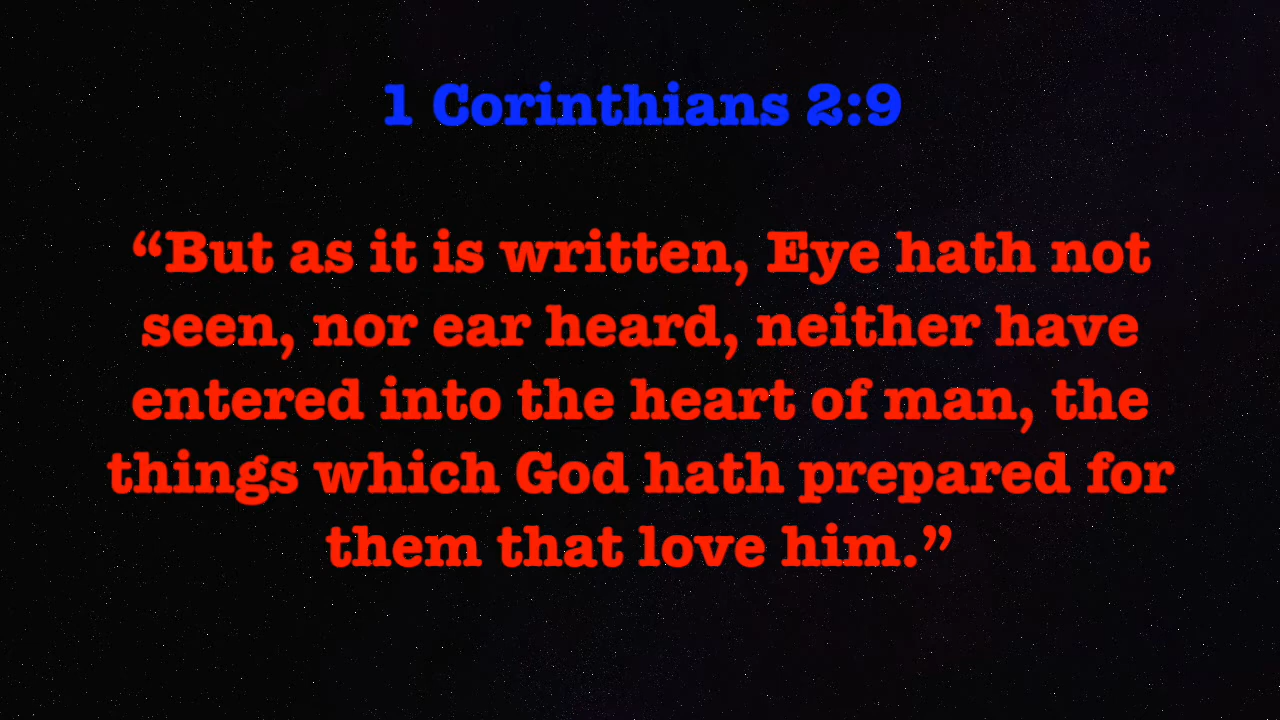 1 Corinthians 2:9
“But as it is written, Eye hath not
seen, nor ear heard, neither have
entered into the heart of man, the
things which God hath prepared for
them that love him.”